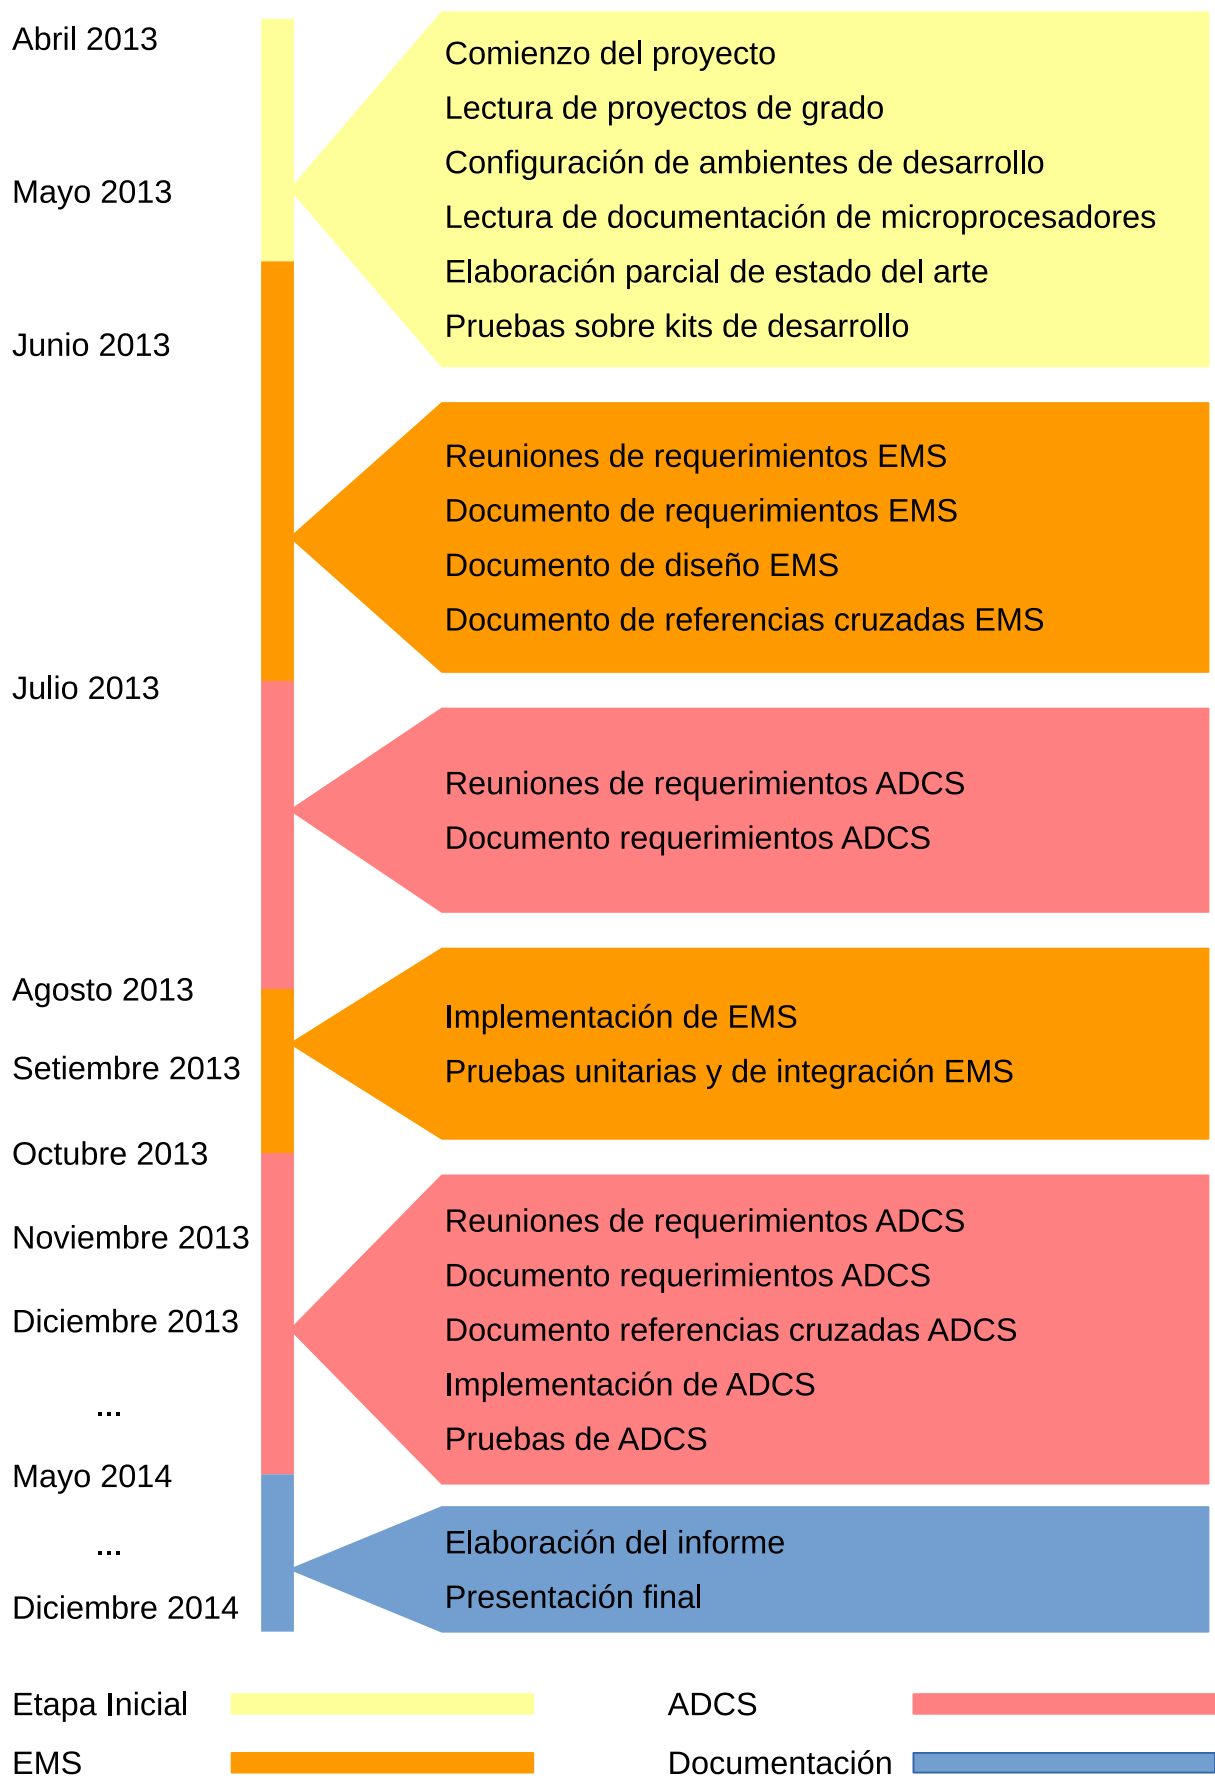 Abril 2013
Comienzo del proyecto
Lectura de proyectos de grado
Configuración de ambientes de desarrollo
Mayo 2013
Lectura de documentación de microprocesadores
Elaboración parcial de estado del arte
Pruebas sobre kits de desarrollo
Junio 2013
Reuniones de requerimientos EMS
Documento de requerimientos EMS
Documento de diseño EMS
Documento de referencias cruzadas EMS
Julio 2013
Reuniones de requerimientos ADCS
Documento requerimientos ADCS
Agosto 2013
Implementación de EMS
Setiembre 2013
Pruebas unitarias y de integración EMS
Octubre 2013
Reuniones de requerimientos ADCS
Noviembre 2013
Documento requerimientos ADCS
Diciembre 2013
Documento referencias cruzadas ADCS
Implementación de ADCS
...
Pruebas de ADCS
Mayo 2014
Elaboración del informe
...
Presentación final
Diciembre 2014
Etapa Inicial
ADCS
EMS
Documentación